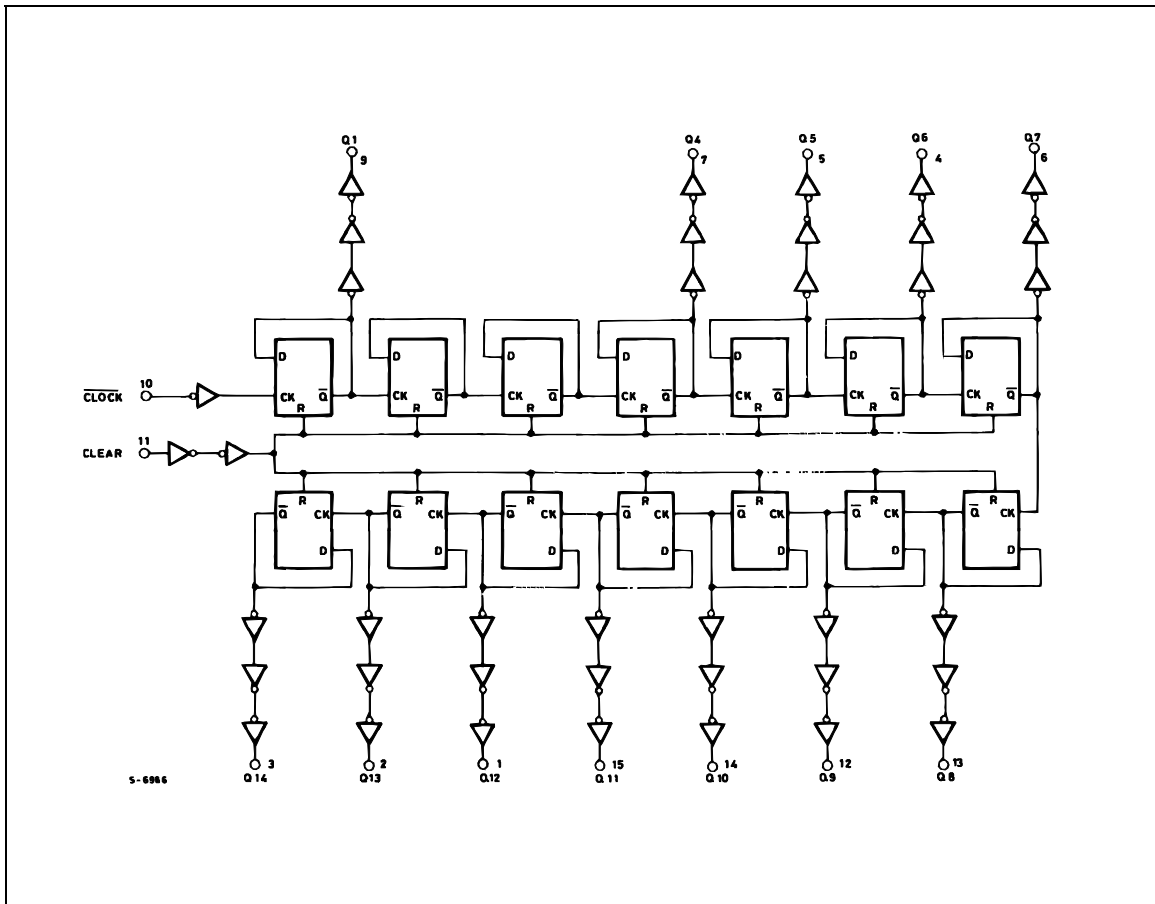 Q1 Q4 Q5 Q6 Q7
9 7 5 4 6
D D D D D D D
10
CLOCK CK Q CK Q CK Q CK Q CK Q CK Q CK Q
R R R R R R R
11
CLEAR
R R R R R R R
Q CK Q CK Q CK Q CK Q CK Q CK Q CK
D D D D D D D
3 2 1 15 14 12 13
S-6966 Q14 Q13 Q12 Q11 Q10 Q9 Q8